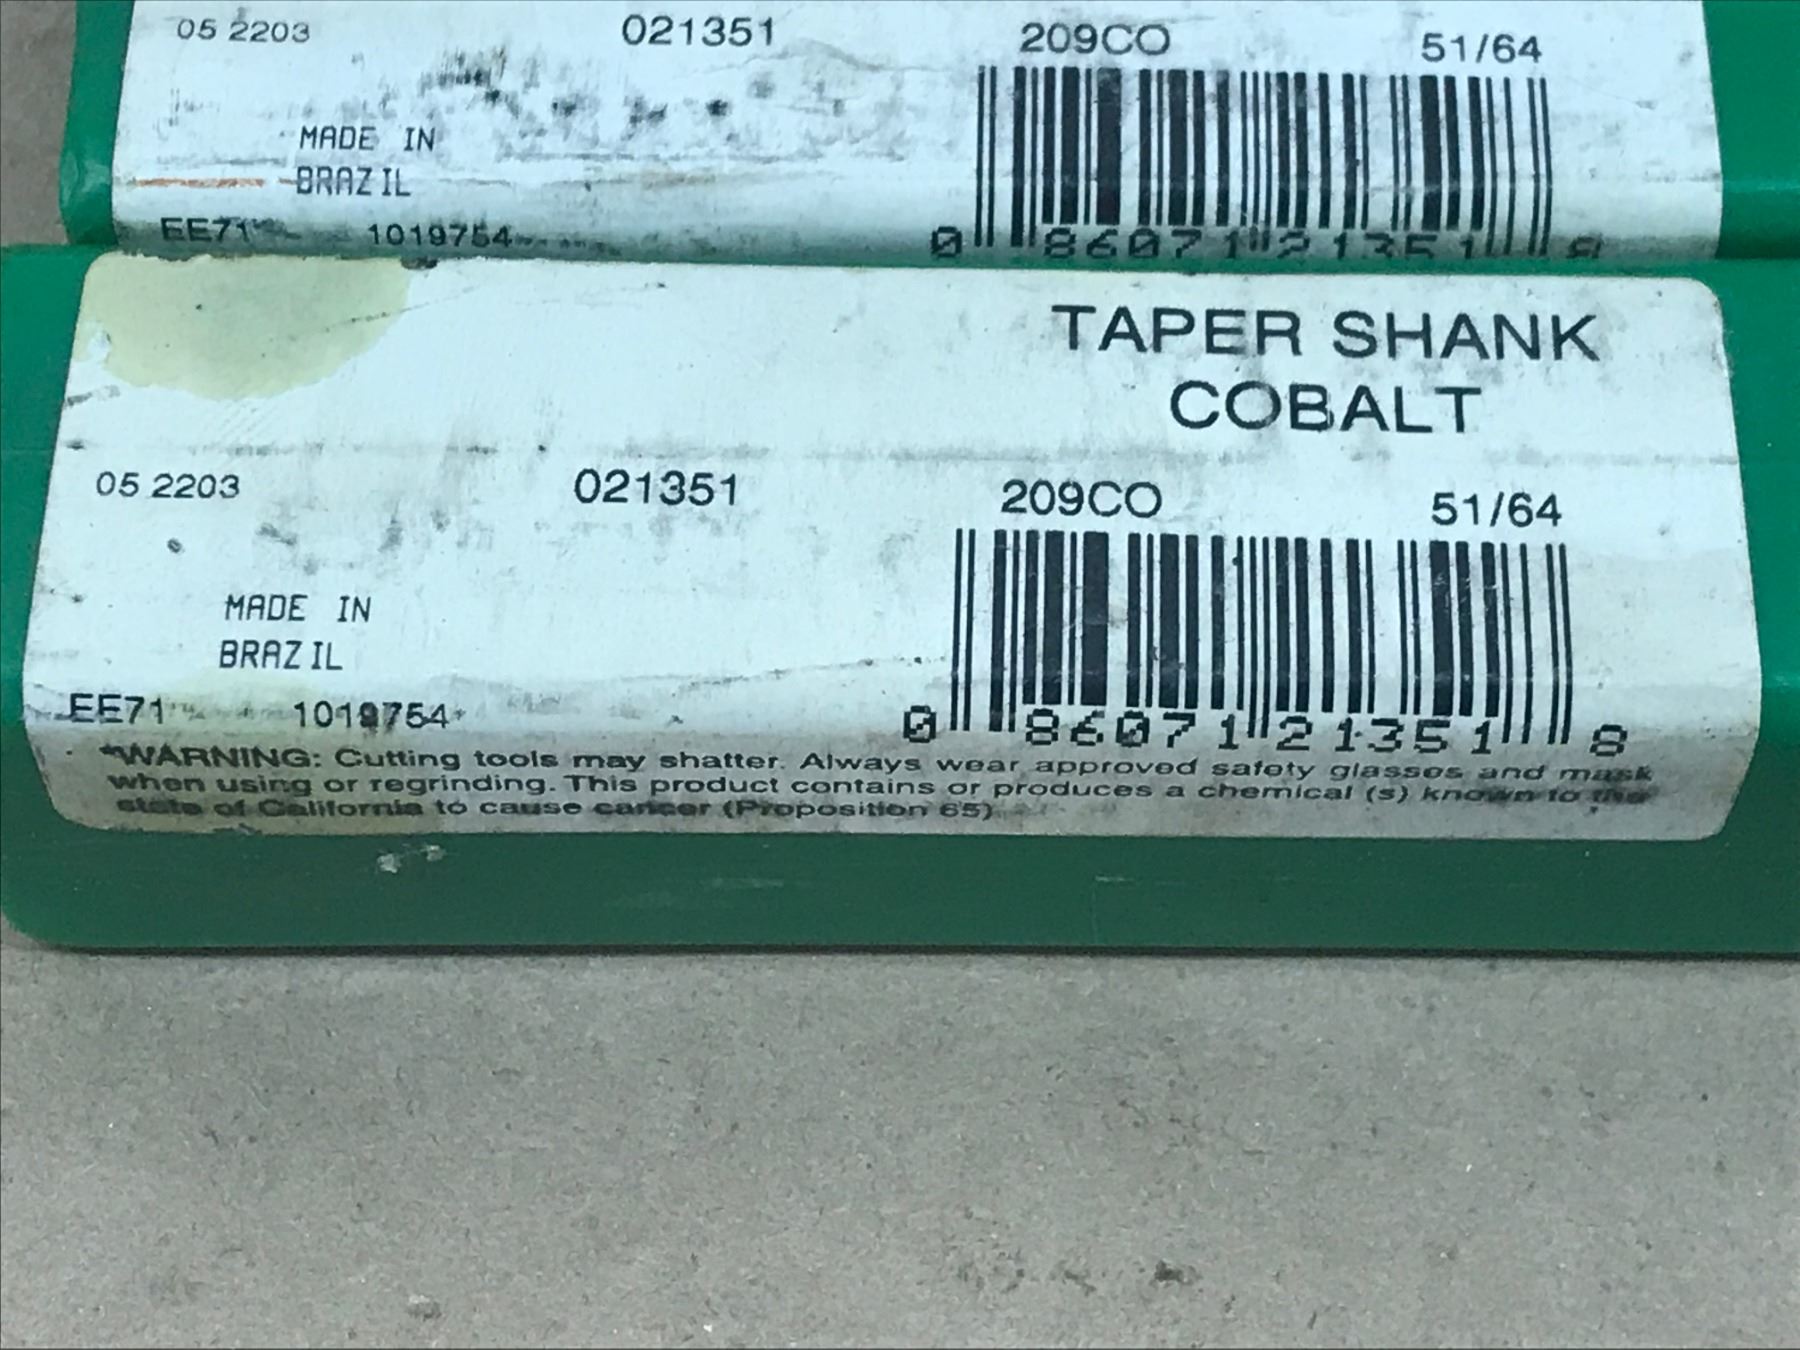 05 2203 021351 209CO 51/64
MADE IN
BRAZIL
EE71 1019754
0 86071 21351 8
TAPER SHANK
COBALT
05 2203 021351 209CO 51/64
MADE IN
BRAZIL
EE71 1019754
0 86071 21351 8
*WARNING: Cutting tools may shatter. Always wear approved safety glasses and mask
when using or regrinding. This product contains or produces a chemical (s) known to the
state of California to cause cancer (Proposition 65)